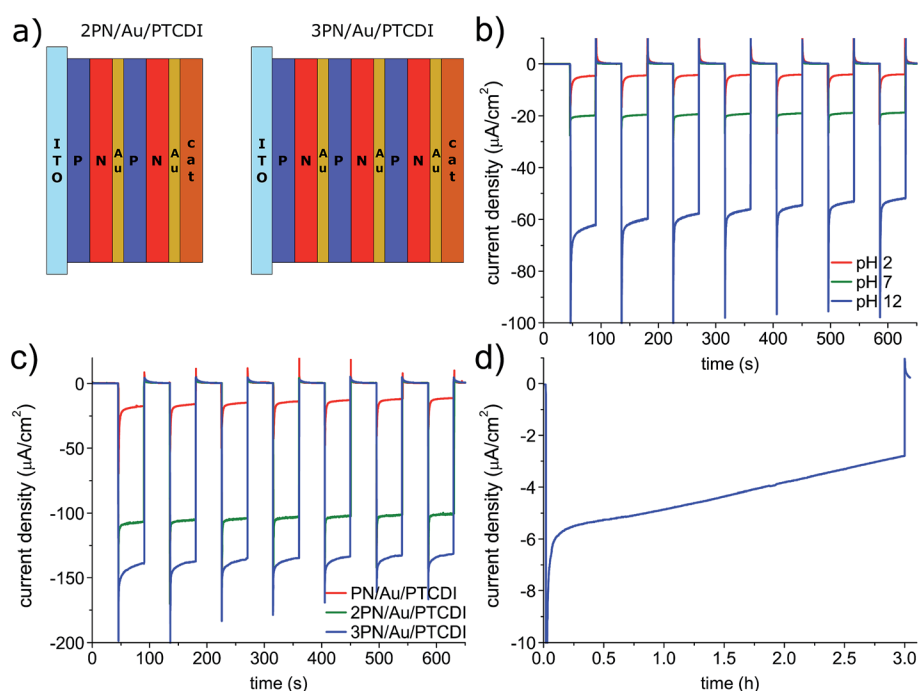 a)
2PN/Au/PTCDI
3PN/Au/PTCDI
ITO
P
N
Au
P
N
Au
cat
ITO
P
N
Au
P
N
Au
P
N
Au
cat
b)
current density (µA/cm²)
0
-20
-40
-60
-80
-100
pH 2
pH 7
pH 12
0 100 200 300 400 500 600
time (s)
c)
current density (µA/cm²)
0
-50
-100
-150
-200
PN/Au/PTCDI
2PN/Au/PTCDI
3PN/Au/PTCDI
0 100 200 300 400 500 600
time (s)
d)
current density (µA/cm²)
0
-2
-4
-6
-8
-10
0.0 0.5 1.0 1.5 2.0 2.5 3.0
time (h)